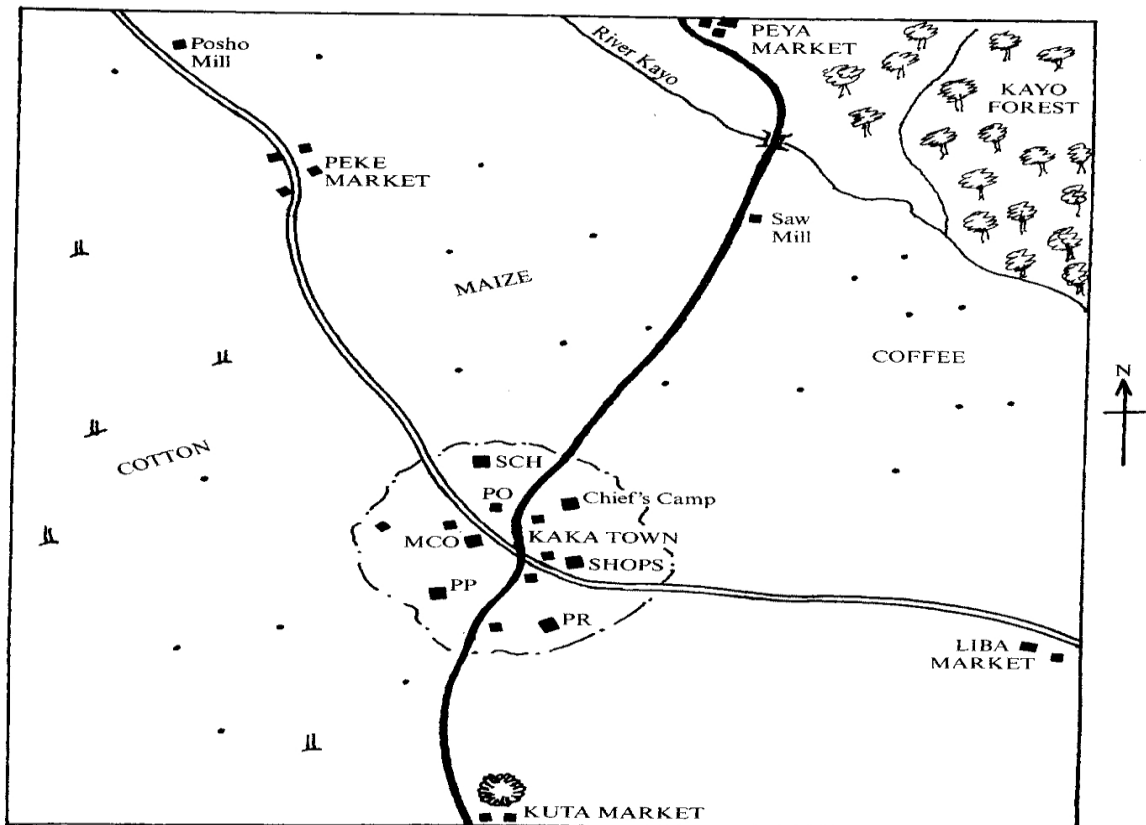 PEYA
MARKET
Posho
Mill
River Kayo
KAYO
FOREST
PEKE
MARKET
Saw
Mill
MAIZE
COFFEE
N
COTTON
SCH
PO
Chief's Camp
MCO
KAKA TOWN
SHOPS
PP
PR
LIBA
MARKET
KUTA MARKET